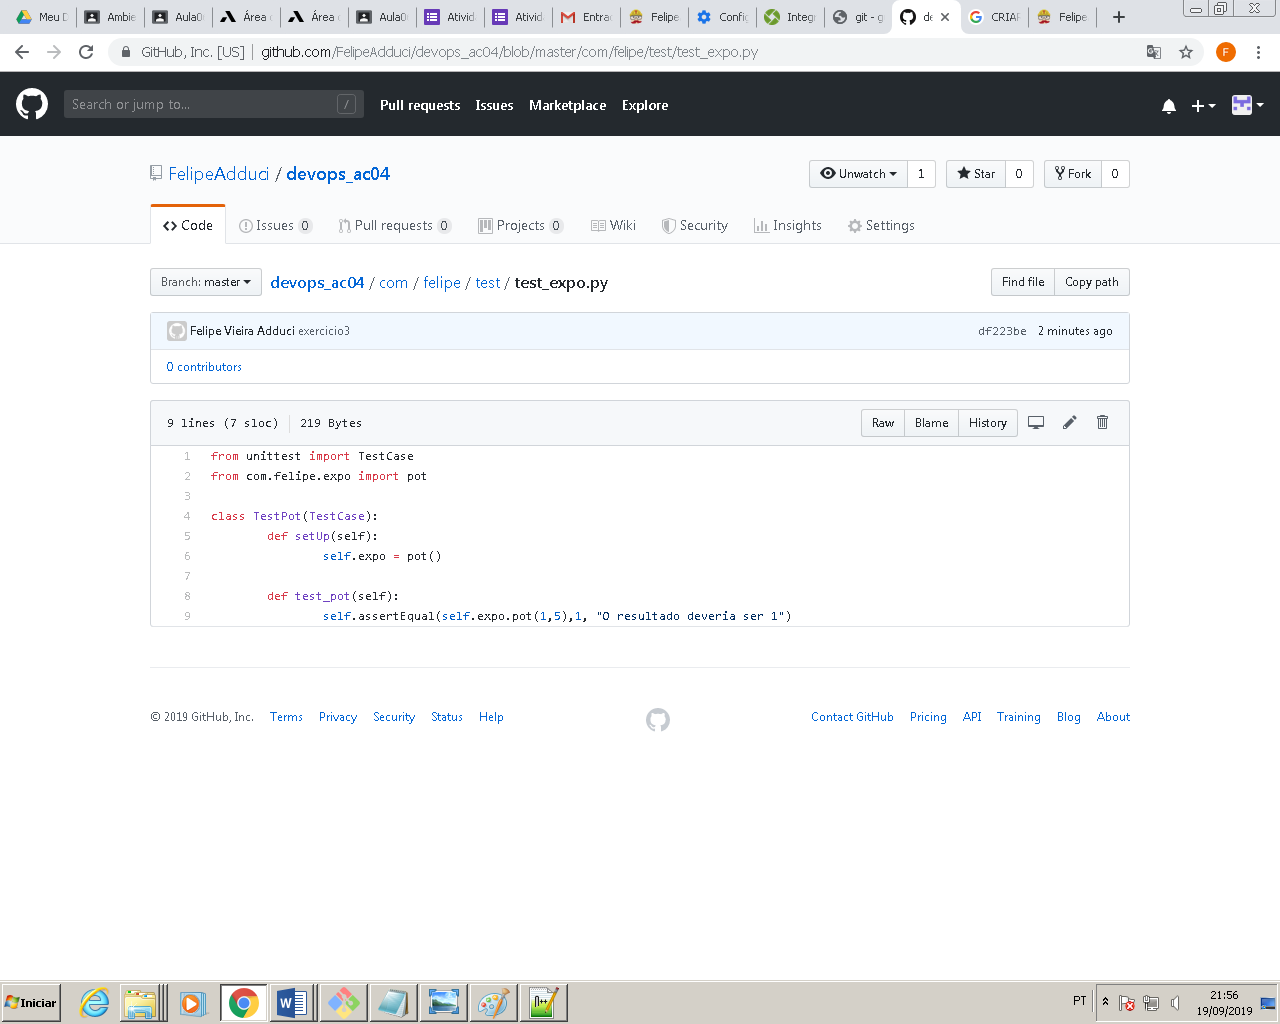 Meu D
Ambie
Aula0
Área
Área
Aula0
Ativid
Ativid
Entra
Felipe
Config
Integr
git - g
de
CRIAR
Felipe
GitHub, Inc. [US] | github.com/FelipeAdduci/devops_ac04/blob/master/com/felipe/test/test_expo.py
F
Search or jump to... /
Pull requests Issues Marketplace Explore
FelipeAdduci / devops_ac04
Unwatch 1 Star 0 Fork 0
Code Issues 0 Pull requests 0 Projects 0 Wiki Security Insights Settings
Branch: master devops_ac04 / com / felipe / test / test_expo.py Find file Copy path
Felipe Vieira Adduci exercicio3 df223be 2 minutes ago
0 contributors
9 lines (7 sloc) 219 Bytes Raw Blame History
1 from unittest import TestCase
2 from com.felipe.expo import pot
3
4 class TestPot(TestCase):
5 def setUp(self):
6 self.expo = pot()
7
8 def test_pot(self):
9 self.assertEqual(self.expo.pot(1,5),1, "O resultado deveria ser 1")
© 2019 GitHub, Inc. Terms Privacy Security Status Help Contact GitHub Pricing API Training Blog About
Iniciar
PT
21:56
19/09/2019